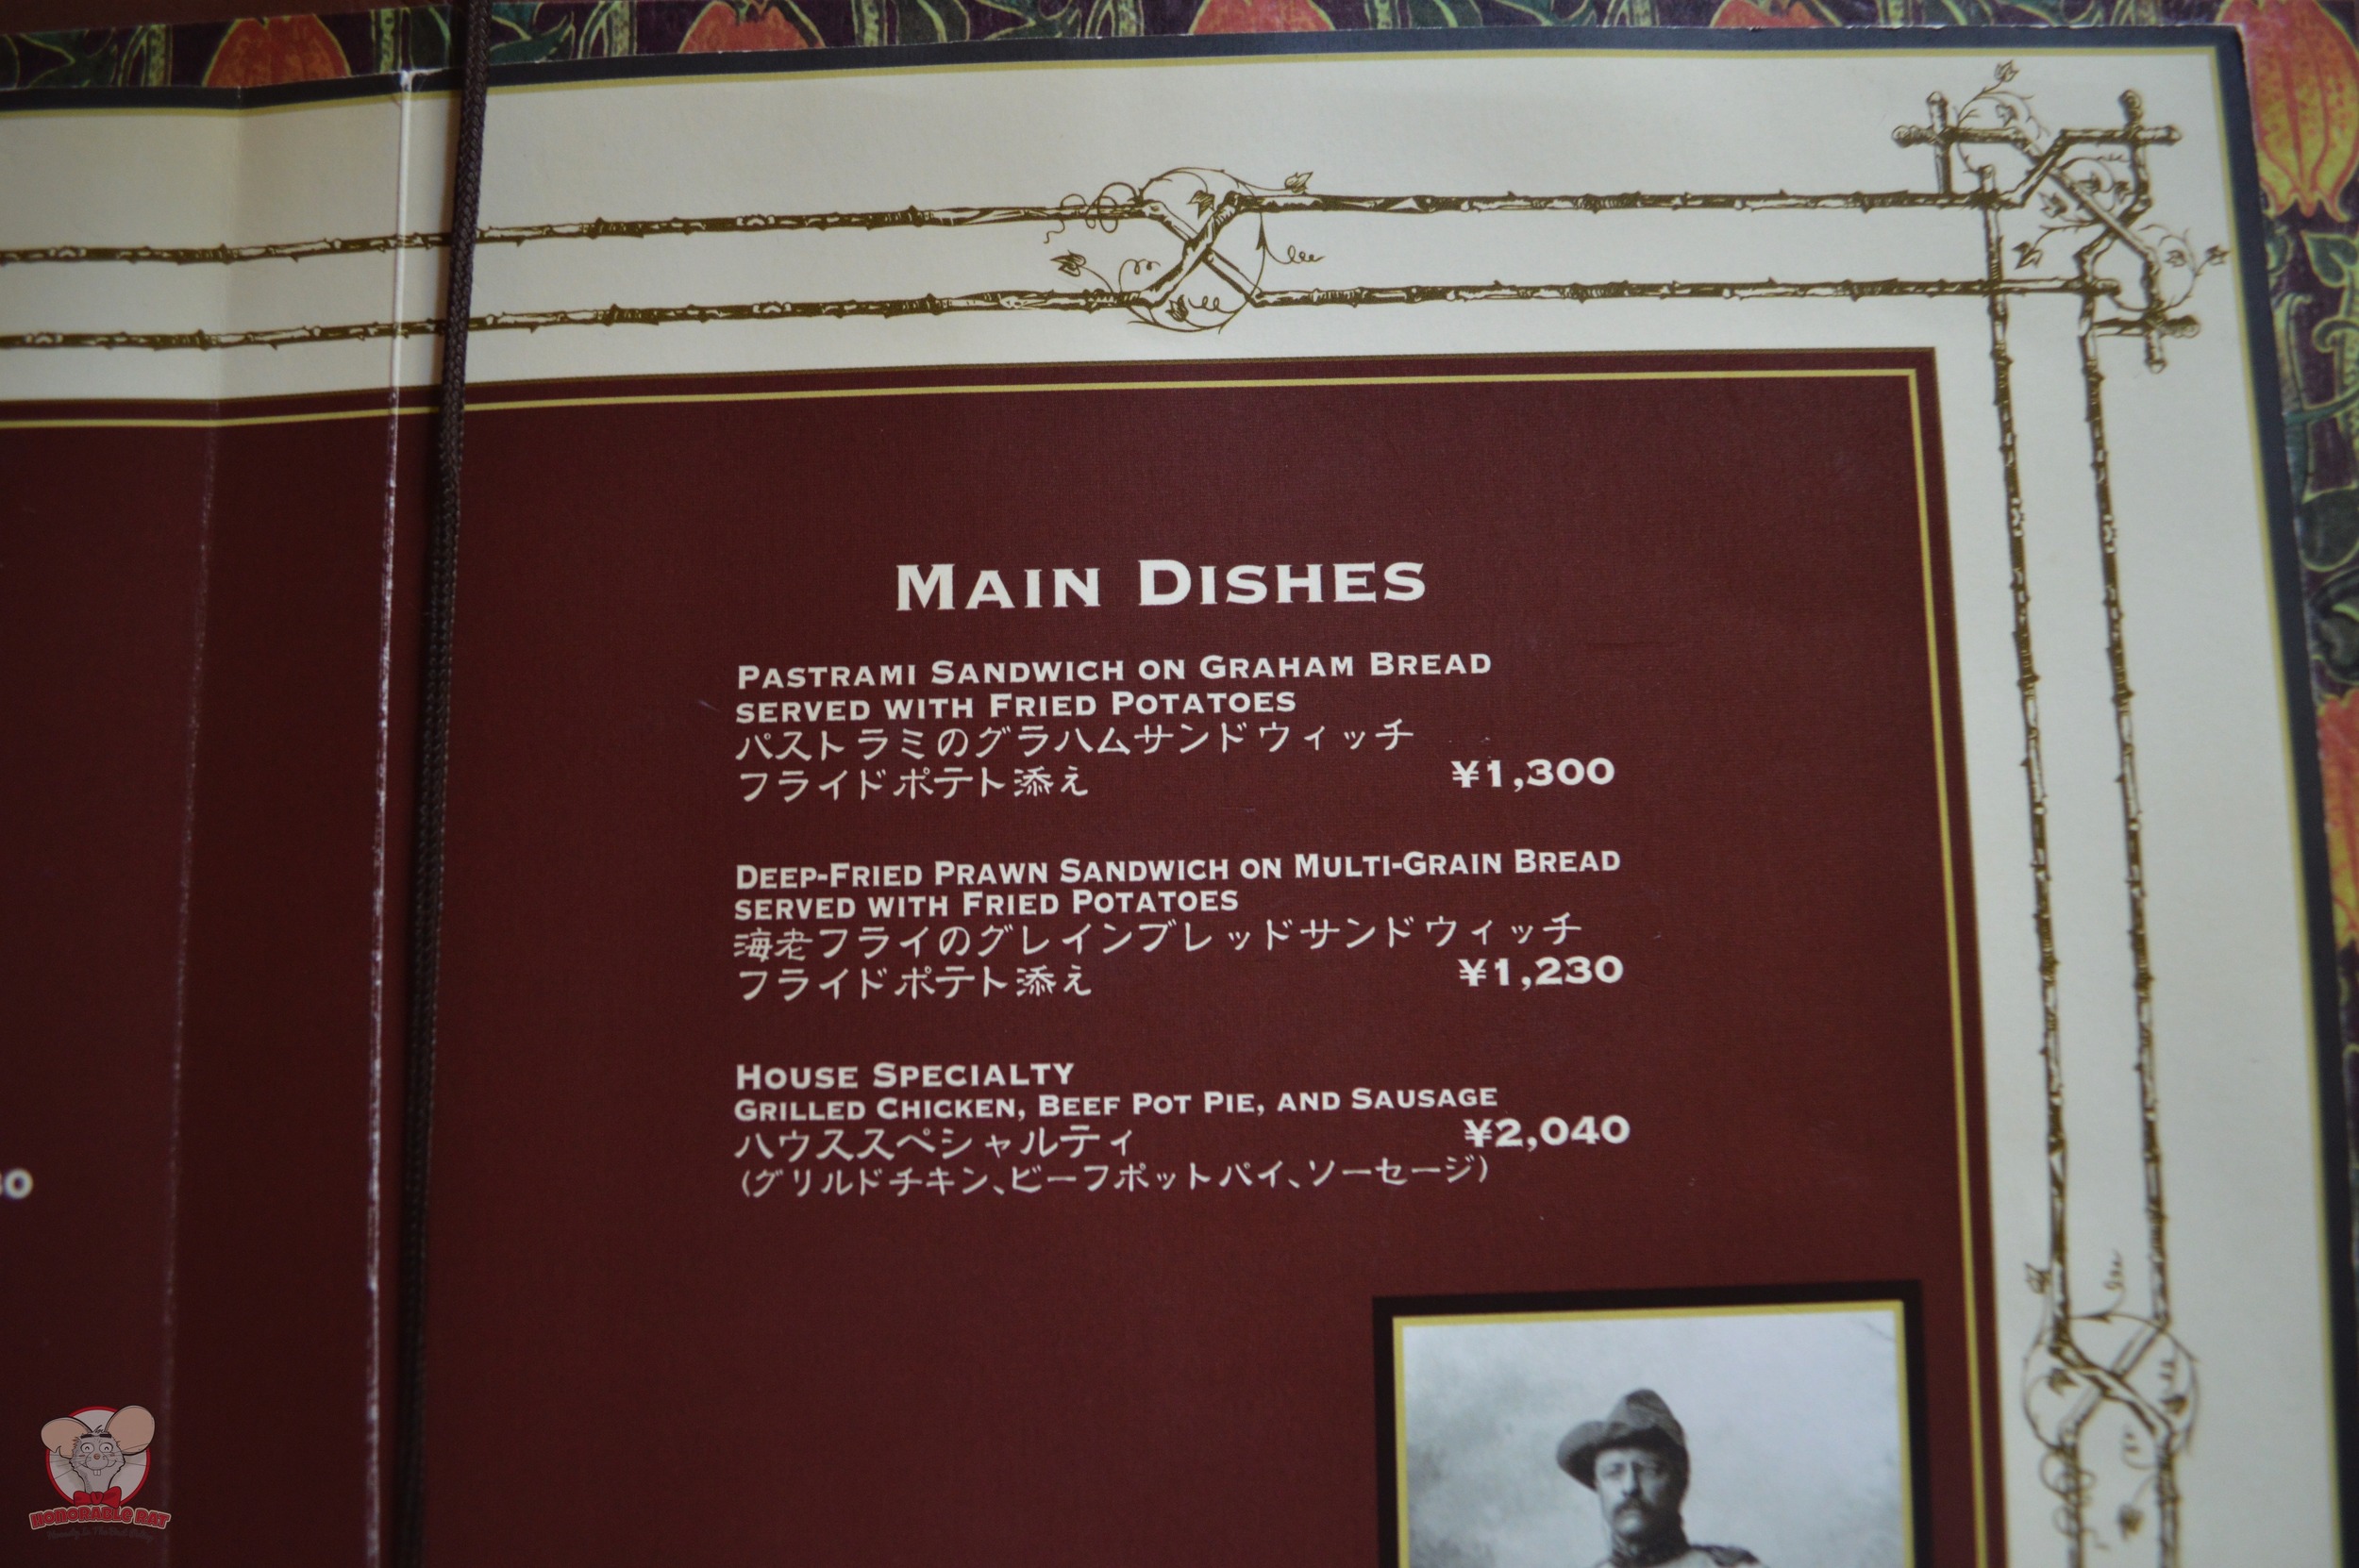 MAIN DISHES
PASTRAMI SANDWICH ON GRAHAM BREAD
SERVED WITH FRIED POTATOES
パストラミのグラハムサンドウィッチ
フライドポテト添え ¥1,300
DEEP-FRIED PRAWN SANDWICH ON MULTI-GRAIN BREAD
SERVED WITH FRIED POTATOES
海老フライのグレインブレッドサンドウィッチ
フライドポテト添え ¥1,230
HOUSE SPECIALTY
GRILLED CHICKEN, BEEF POT PIE, AND SAUSAGE
ハウススペシャルティ ¥2,040
(グリルドチキン、ビーフポットパイ、ソーセージ)
HONORABLE RAT
Honesty Is The Best Policy